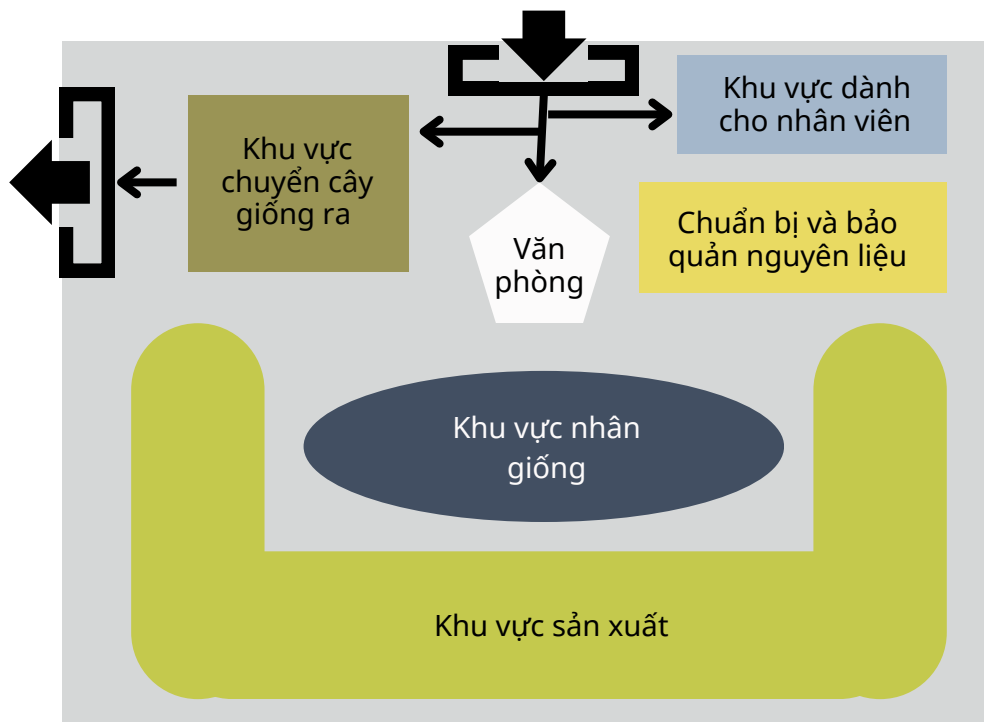 Khu vực dành
cho nhân viên
Khu vực
chuyển cây
giống ra
Chuẩn bị và bảo
quản nguyên liệu
Văn
phòng
Khu vực nhân
giống
Khu vực sản xuất